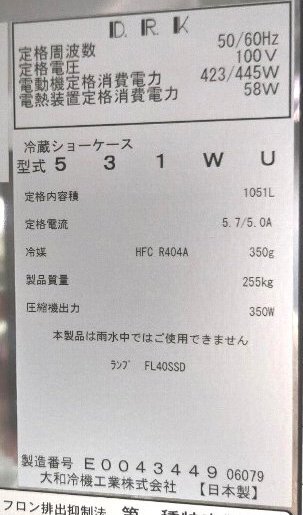 D.R.K
定格周波数 50/60Hz
定格電圧 100V
電動機定格消費電力 423/445W
電熱装置定格消費電力 58W
冷蔵ショーケース
型式 531WU
定格内容積 1051L
定格電流 5.7/5.0A
冷媒 HFC R404A 350g
製品質量 255kg
圧縮機出力 350W
本製品は雨水中ではご使用できません
ﾗﾝﾌﾟ FL40SSD
製造番号 E0043449 06079
大和冷機工業株式会社 【日本製】
フロン排出抑制法 第一種特定